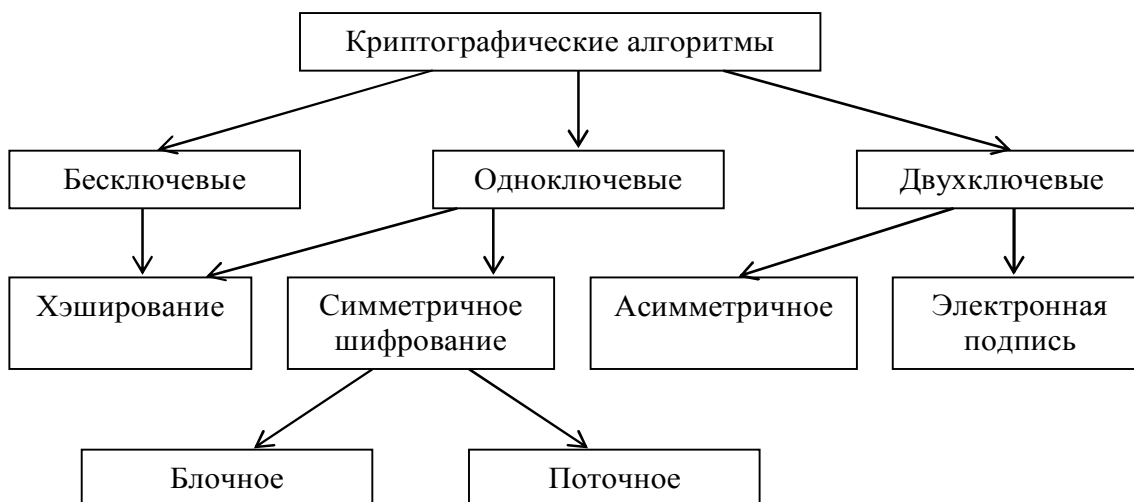 Криптографические алгоритмы
Бесключевые
Одноключевые
Двухключевые
Хэширование
Симметричное
шифрование
Асимметричное
Электронная
подпись
Блочное
Поточное